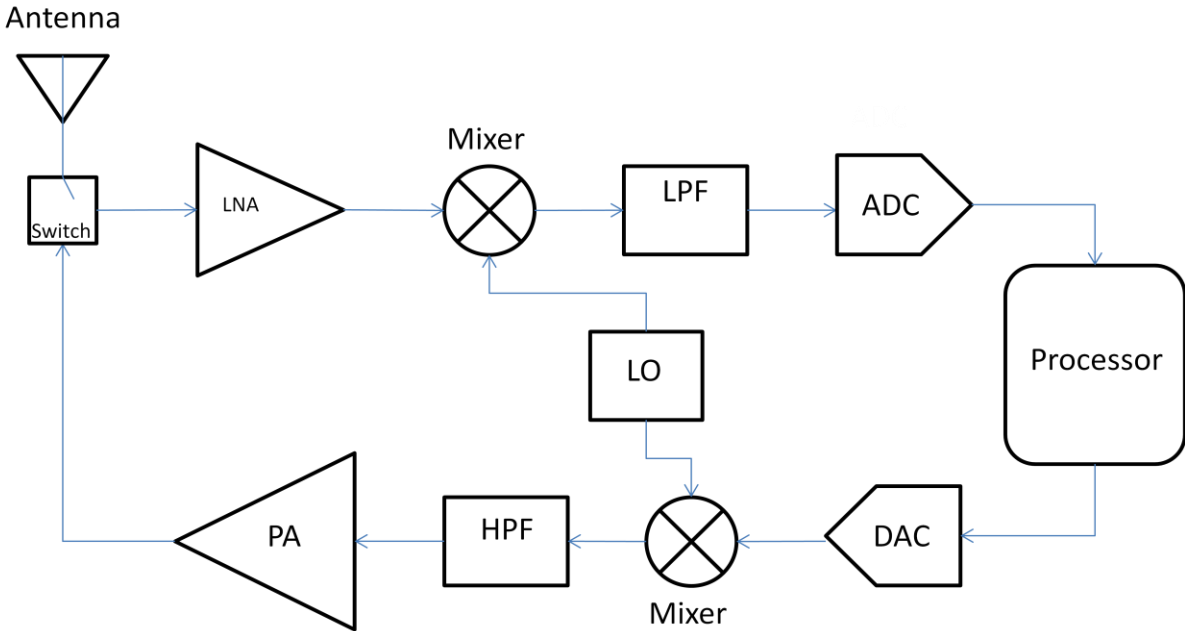 Antenna
Mixer
Switch
LNA
LPF
ADC
LO
Processor
PA
HPF
DAC
Mixer